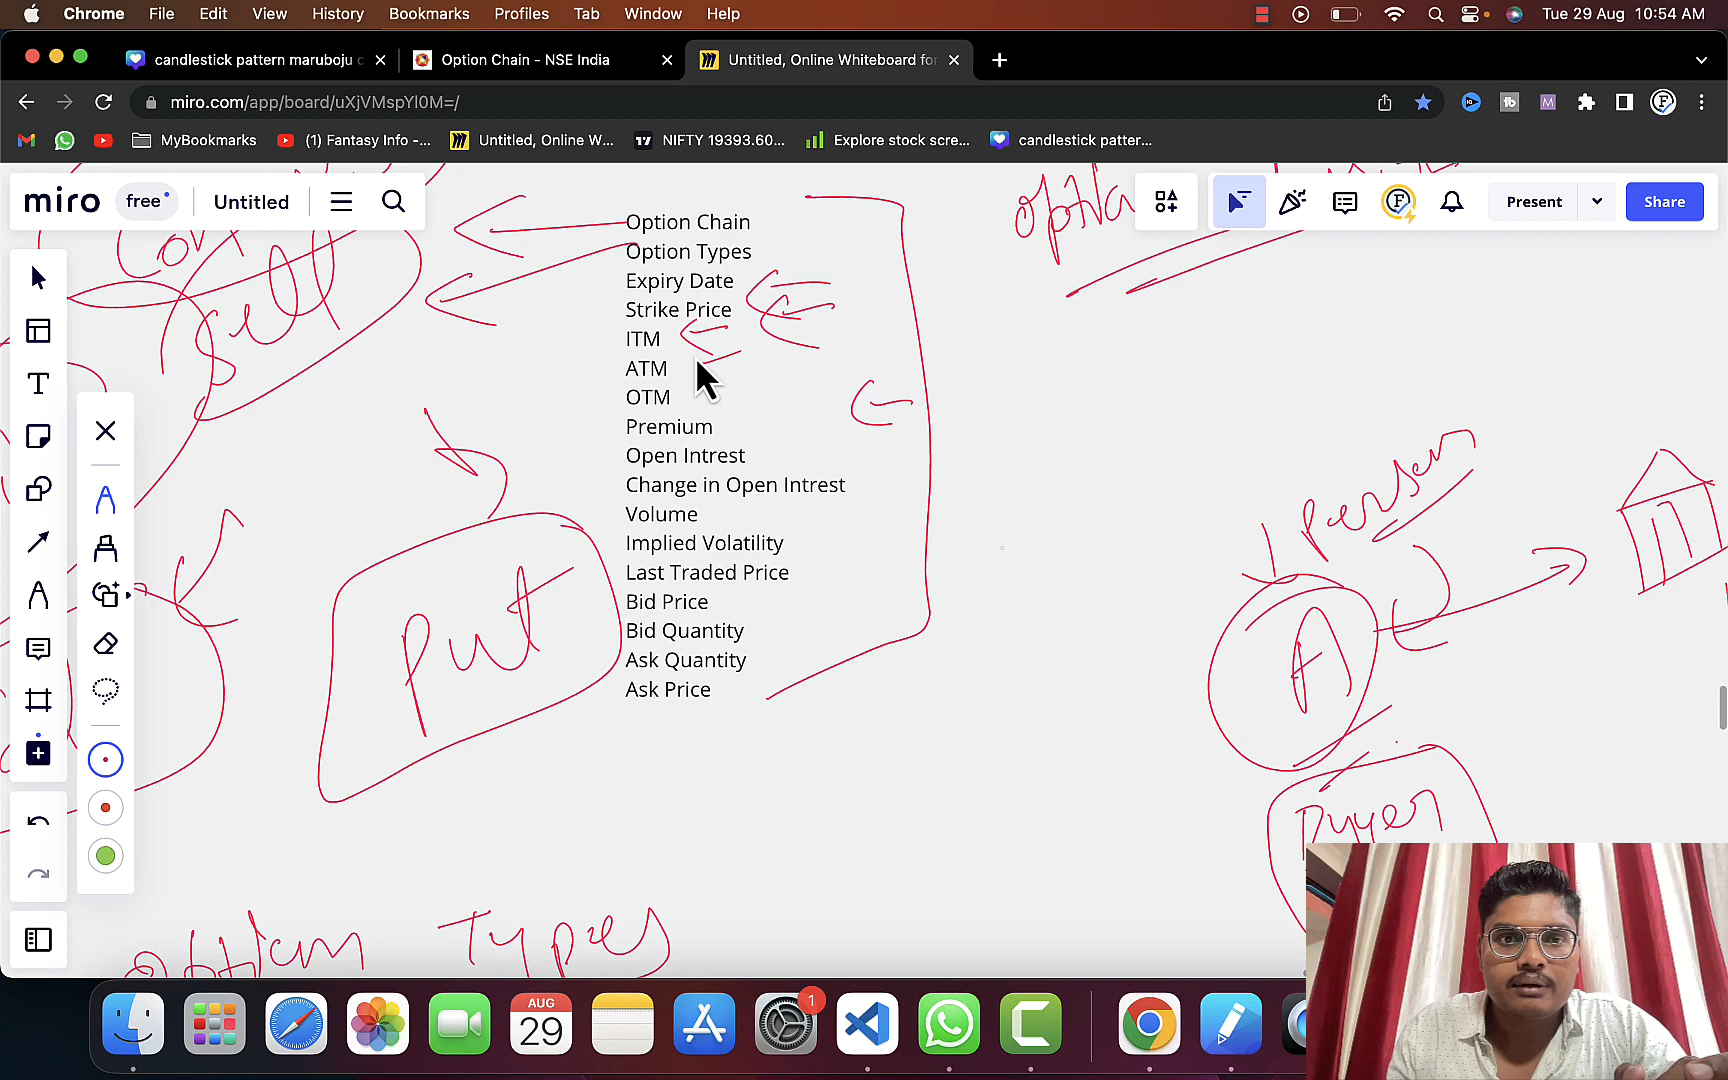 Chrome File Edit View History Bookmarks Profiles Tab Window Help Tue 29 Aug 10:54 AM
candlestick pattern maruboju c Option Chain - NSE India Untitled, Online Whiteboard for
miro.com/app/board/uXjVMspYl0M=/
MyBookmarks (1) Fantasy Info -... Untitled, Online W... NIFTY 19393.60... Explore stock scre... candlestick patter...
miro free Untitled Present Share
Option Chain
Option Types
Expiry Date
Strike Price
ITM
ATM
OTM
Premium
Open Intrest
Change in Open Intrest
Volume
Implied Volatility
Last Traded Price
Bid Price
Bid Quantity
Ask Quantity
Ask Price
Sell
put
1 person
A
option Types
AUG
29
1